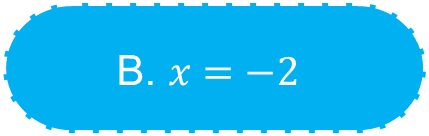 B. 𝑥 = −2